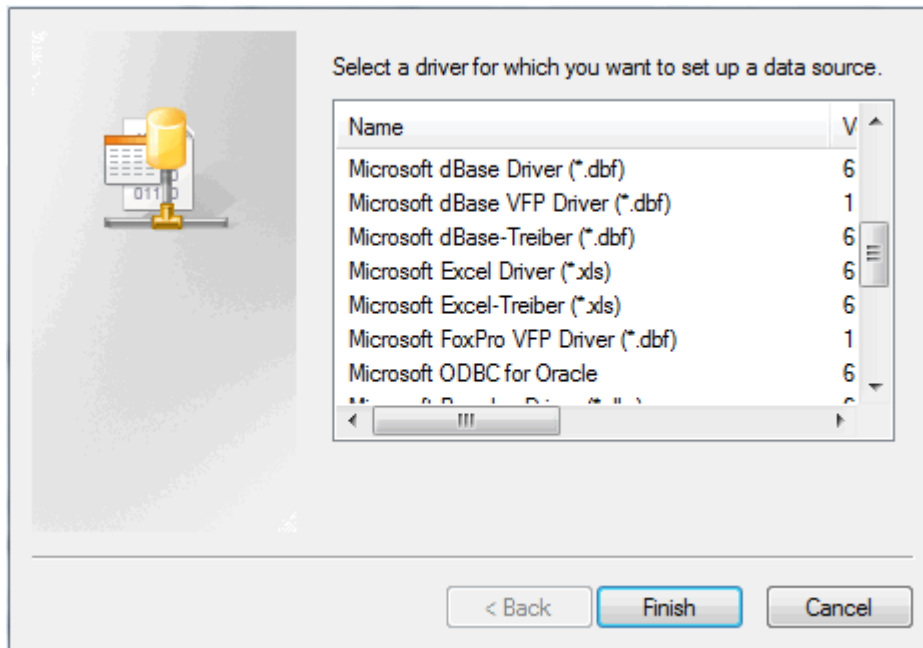 Select a driver for which you want to set up a data source.
Name V
Microsoft dBase Driver (*.dbf) 6
Microsoft dBase VFP Driver (*.dbf) 1
Microsoft dBase-Treiber (*.dbf) 6
Microsoft Excel Driver (*.xls) 6
Microsoft Excel-Treiber (*.xls) 6
Microsoft FoxPro VFP Driver (*.dbf) 1
Microsoft ODBC for Oracle 6
< Back Finish Cancel